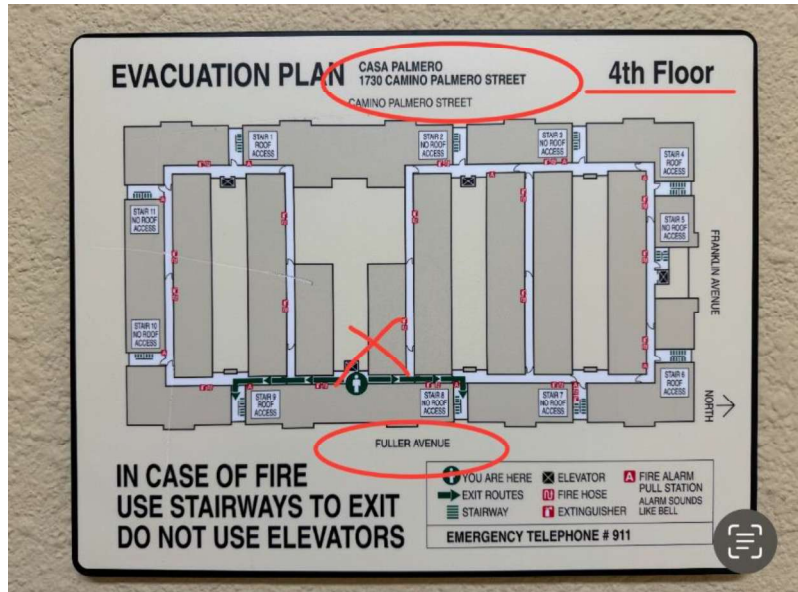 EVACUATION PLAN
CASA PALMERO
1730 CAMINO PALMERO STREET
4th Floor
CAMINO PALMERO STREET
STAIR 1
ROOF
ACCESS
STAIR 2
NO ROOF
ACCESS
STAIR 3
NO ROOF
ACCESS
STAIR 4
NO ROOF
ACCESS
STAIR 11
NO ROOF
ACCESS
STAIR 5
NO ROOF
ACCESS
FRANKLIN AVENUE
STAIR 10
NO ROOF
ACCESS
STAIR 9
ROOF
ACCESS
STAIR 8
NO ROOF
ACCESS
STAIR 7
NO ROOF
ACCESS
STAIR 6
NO ROOF
ACCESS
NORTH
FULLER AVENUE
IN CASE OF FIRE
USE STAIRWAYS TO EXIT
DO NOT USE ELEVATORS
YOU ARE HERE
EXIT ROUTES
STAIRWAY
ELEVATOR
FIRE HOSE
EXTINGUISHER
A FIRE ALARM
PULL STATION
ALARM SOUNDS
LIKE BELL
EMERGENCY TELEPHONE # 911